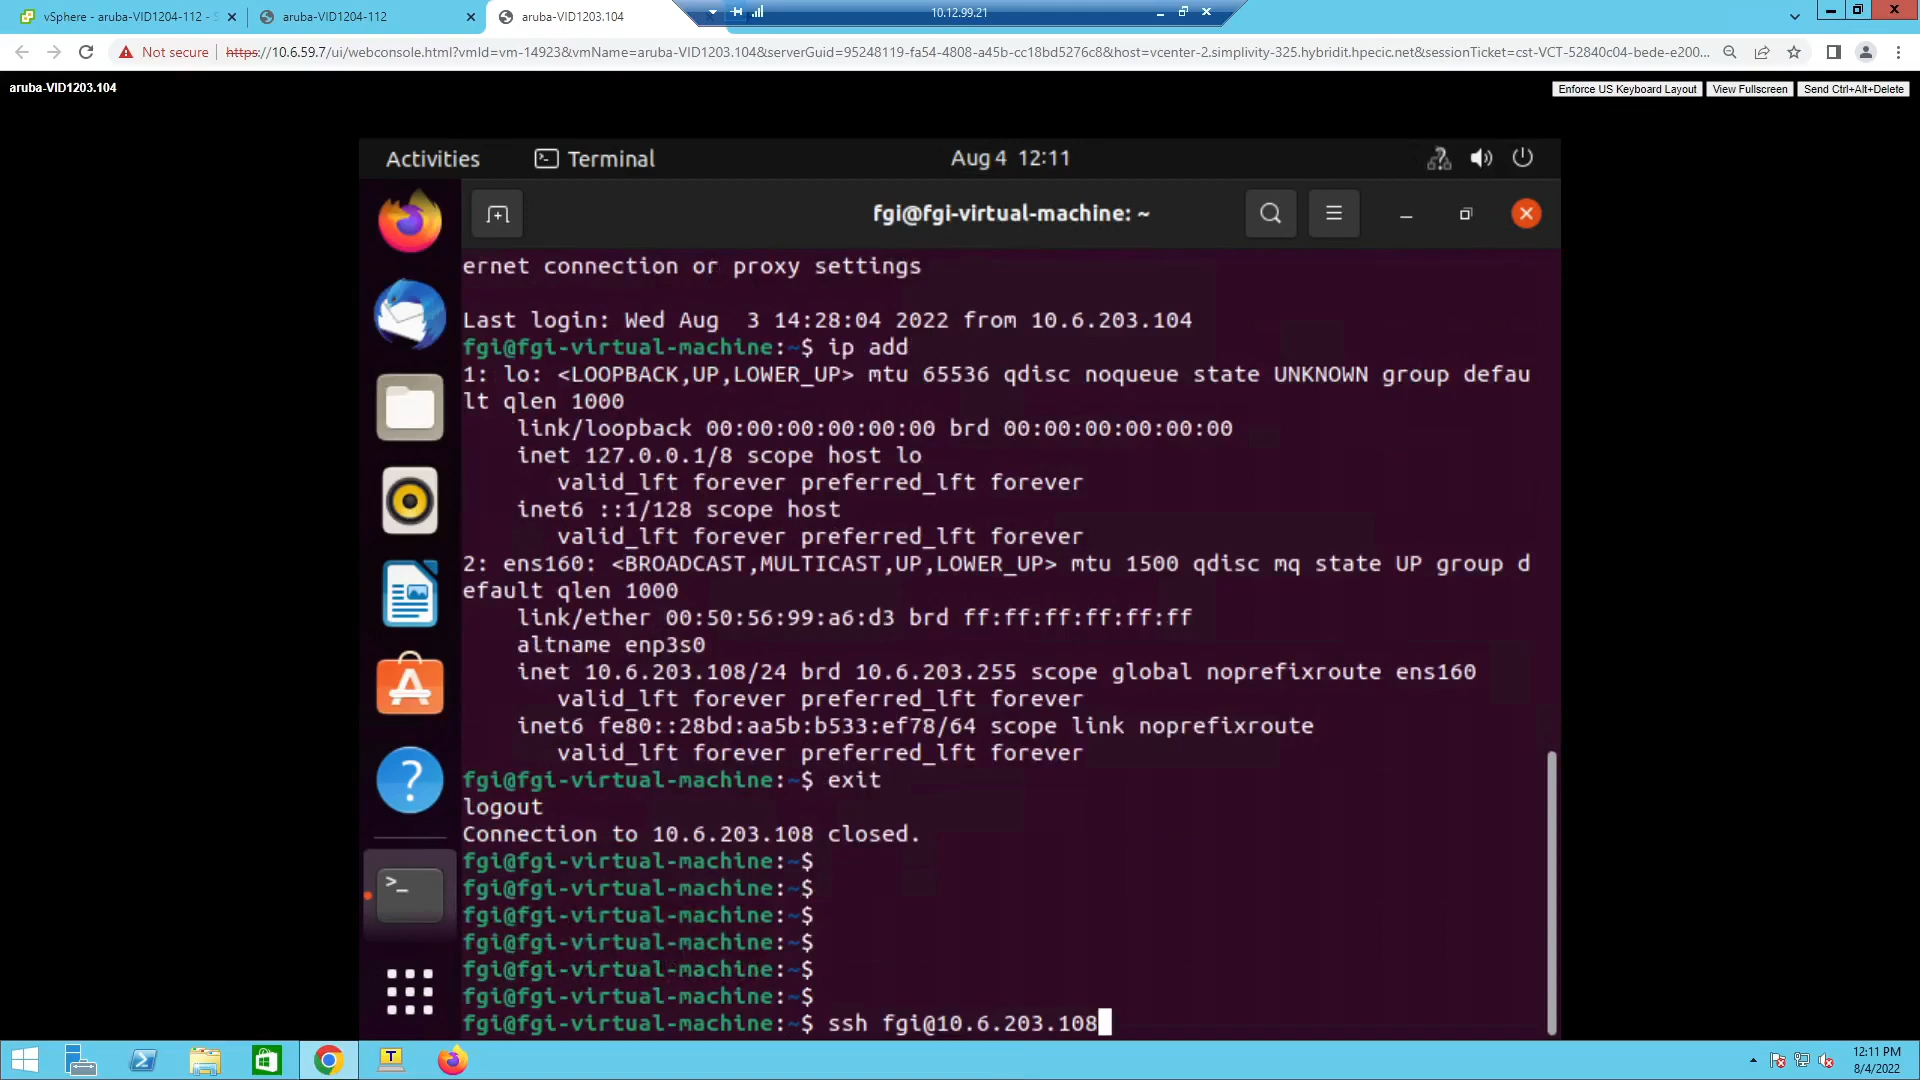 vSphere - aruba-VID1204-112 - S
aruba-VID1204-112
aruba-VID1203.104
10.12.99.21
Not secure
https://10.6.59.7/ui/webconsole.html?vmId=vm-14923&vmName=aruba-VID1203.104&serverGuid=95248119-fa54-4808-a45b-cc18bd5276c8&host=vcenter-2.simplivity-325.hybridit.hpecic.net&sessionTicket=cst-VCT-52840c04-bede-e200...
aruba-VID1203.104
Enforce US Keyboard Layout
View Fullscreen
Send Ctrl+Alt+Delete
Activities
Terminal
Aug 4 12:11
fgi@fgi-virtual-machine: ~
ernet connection or proxy settings
Last login: Wed Aug  3 14:28:04 2022 from 10.6.203.104
fgi@fgi-virtual-machine:~$ ip add
1: lo: <LOOPBACK,UP,LOWER_UP> mtu 65536 qdisc noqueue state UNKNOWN group defau
lt qlen 1000
    link/loopback 00:00:00:00:00:00 brd 00:00:00:00:00:00
    inet 127.0.0.1/8 scope host lo
       valid_lft forever preferred_lft forever
    inet6 ::1/128 scope host
       valid_lft forever preferred_lft forever
2: ens160: <BROADCAST,MULTICAST,UP,LOWER_UP> mtu 1500 qdisc mq state UP group d
efault qlen 1000
    link/ether 00:50:56:99:a6:d3 brd ff:ff:ff:ff:ff:ff
    altname enp3s0
    inet 10.6.203.108/24 brd 10.6.203.255 scope global noprefixroute ens160
       valid_lft forever preferred_lft forever
    inet6 fe80::28bd:aa5b:b533:ef78/64 scope link noprefixroute
       valid_lft forever preferred_lft forever
fgi@fgi-virtual-machine:~$ exit
logout
Connection to 10.6.203.108 closed.
fgi@fgi-virtual-machine:~$
fgi@fgi-virtual-machine:~$
fgi@fgi-virtual-machine:~$
fgi@fgi-virtual-machine:~$
fgi@fgi-virtual-machine:~$
fgi@fgi-virtual-machine:~$
fgi@fgi-virtual-machine:~$ ssh fgi@10.6.203.108
12:11 PM
8/4/2022